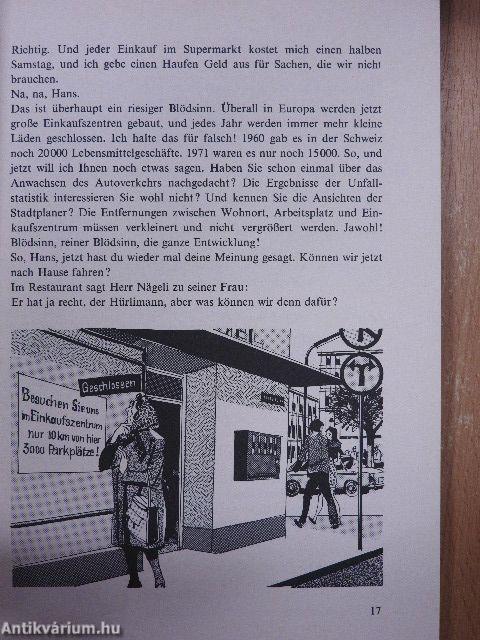 Richtig. Und jeder Einkauf im Supermarkt kostet mich einen halben
Samstag, und ich gebe einen Haufen Geld aus für Sachen, die wir nicht
brauchen.
Na, na, Hans.
Das ist überhaupt ein riesiger Blödsinn. Überall in Europa werden jetzt
große Einkaufszentren gebaut, und jedes Jahr werden immer mehr kleine
Läden geschlossen. Ich halte das für falsch! 1960 gab es in der Schweiz
noch 20000 Lebensmittelgeschäfte. 1971 waren es nur noch 15000. So, und
jetzt will ich Ihnen noch etwas sagen. Haben Sie schon einmal über das
Anwachsen des Autoverkehrs nachgedacht? Die Ergebnisse der Unfall-
statistik interessieren Sie wohl nicht? Und kennen Sie die Ansichten der
Stadtplaner? Die Entfernungen zwischen Wohnort, Arbeitsplatz und Ein-
kaufszentrum müssen verkleinert und nicht vergrößert werden. Jawohl!
Blödsinn, reiner Blödsinn, die ganze Entwicklung!
So, Hans, jetzt hast du wieder mal deine Meinung gesagt. Können wir jetzt
nach Hause fahren?
Im Restaurant sagt Herr Nägeli zu seiner Frau:
Er hat ja recht, der Hürlimann, aber was können wir denn dafür?
Geschlossen
Besuchen Sie uns
im Einkaufszentrum
nur 10 km von hier
3000 Parkplätze!
17
Antikvárium.hu